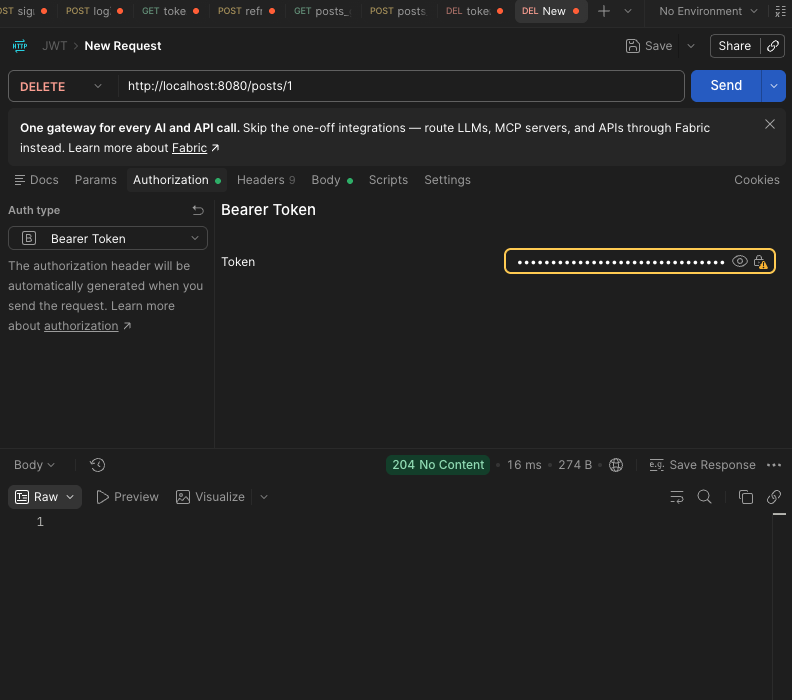 OST sig POST log GET toke POST refr GET posts_ POST posts DEL toke. DEL New No Environment
HTTP JWT > New Request Save Share
DELETE http://localhost:8080/posts/1 Send
One gateway for every AI and API call. Skip the one-off integrations — route LLMs, MCP servers, and APIs through Fabric
instead. Learn more about Fabric ↗
Docs Params Authorization Headers 9 Body Scripts Settings Cookies
Auth type
Bearer Token
B Bearer Token
The authorization header will be
automatically generated when you
send the request. Learn more
about authorization ↗
Token
Body 204 No Content 16 ms 274 B e.g. Save Response
Raw Preview Visualize
1